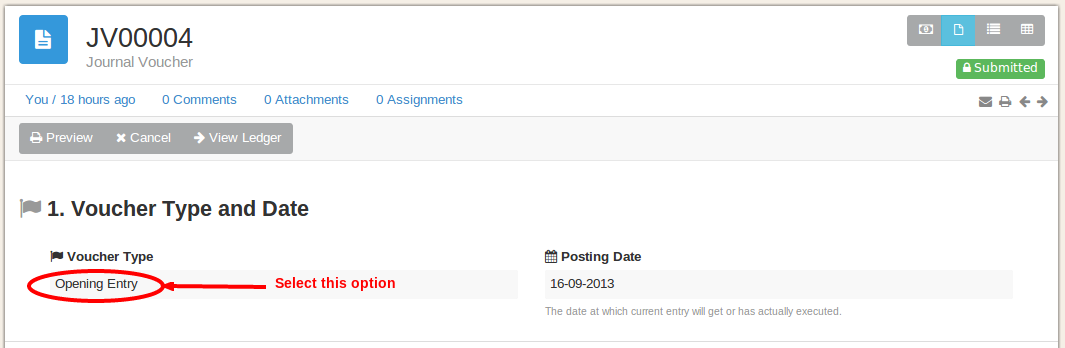 JV00004
Journal Voucher
Submitted
You / 18 hours ago 0 Comments 0 Attachments 0 Assignments
Preview Cancel View Ledger
1. Voucher Type and Date
Voucher Type Posting Date
Opening Entry Select this option 16-09-2013
The date at which current entry will get or has actually executed.